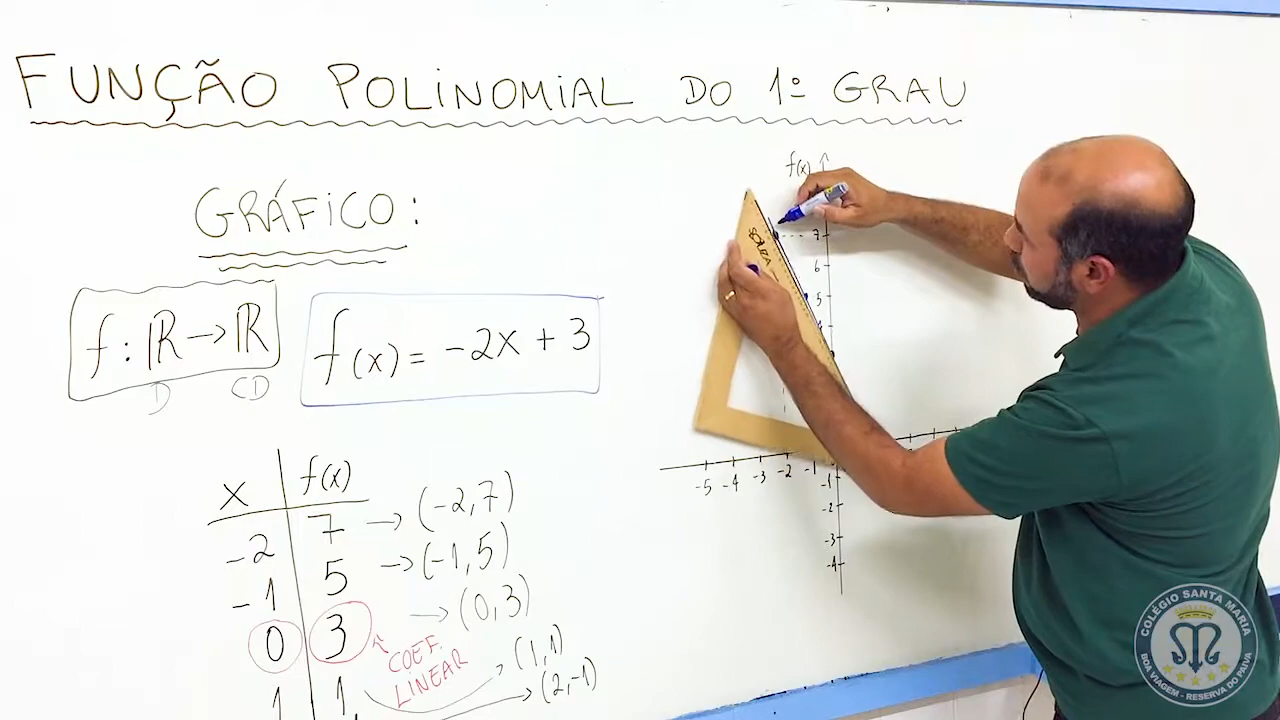 FUNÇÃO POLINOMIAL DO 1º GRAU
GRÁFICO:
f: ℝ → ℝ
D CD
f(x) = -2x + 3
x f(x)
-2 7 → (-2,7)
-1 5 → (-1,5)
0 3 → (0,3)
COEF.
LINEAR
1 1 → (1,1)
→ (2,-1)
f(x)
7
6
5
-5 -4 -3 -2 -1
-1
-2
-3
-4
SOUZA
COLÉGIO SANTA MARIA
BOA VIAGEM - RESERVA DO PAIVA